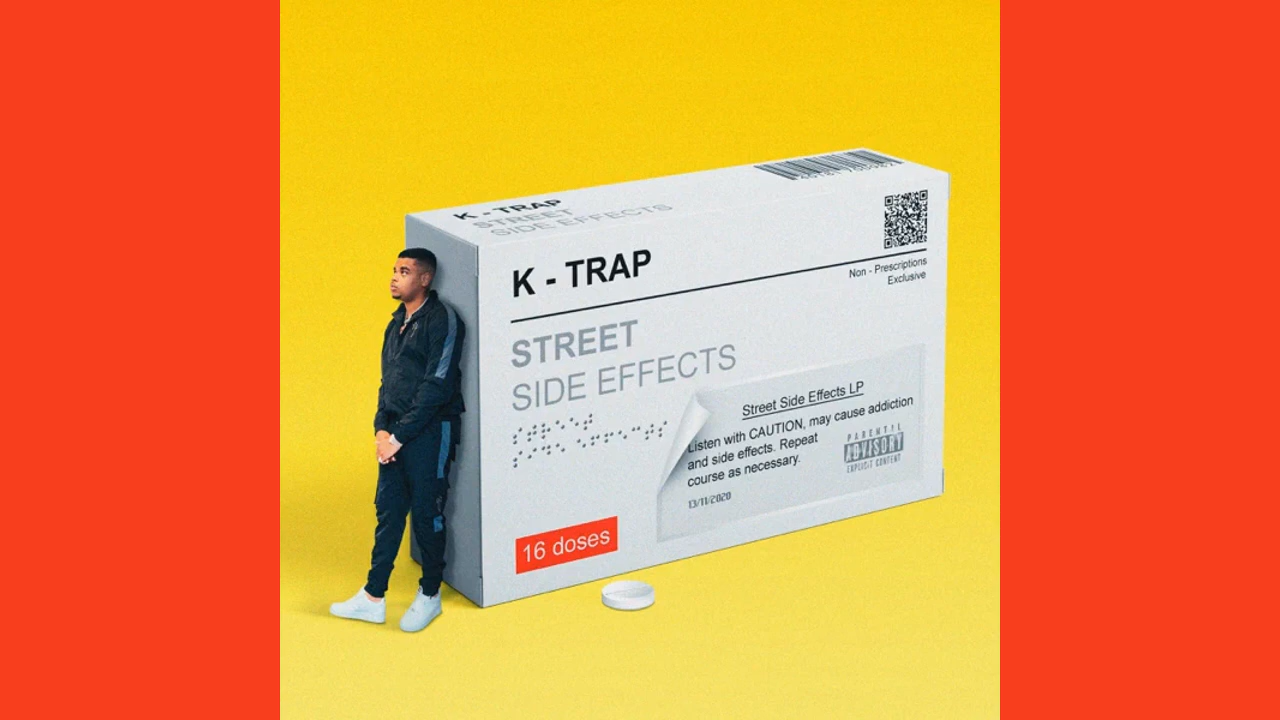 K - TRAP
STREET
SIDE EFFECTS
K - TRAP
Non - Prescriptions
Exclusive
STREET
SIDE EFFECTS
Street Side Effects LP
Listen with CAUTION, may cause addiction
and side effects. Repeat
course as necessary.
PARENTAL
ADVISORY
EXPLICIT CONTENT
13/11/2020
16 doses